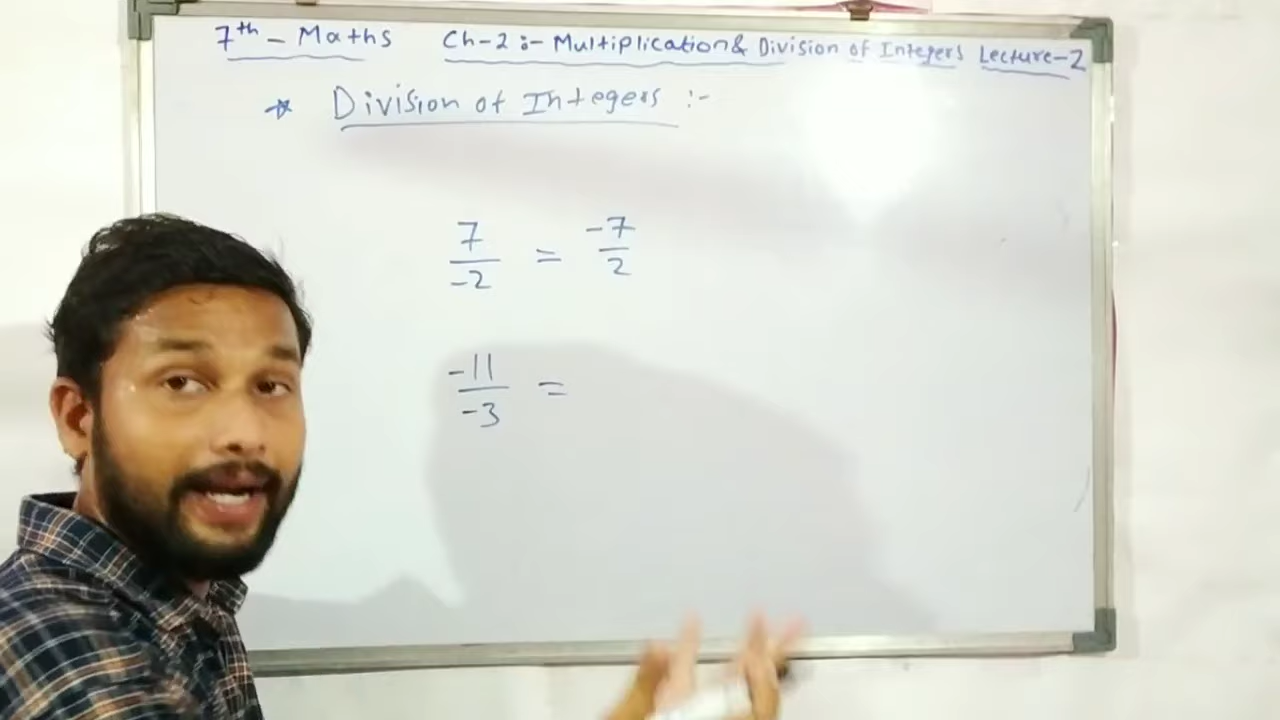 7th - Maths Ch-2 :- Multiplication & Division of Integers Lecture-2
* Division of Integers :-
7/-2 = -7/2
-11/-3 =